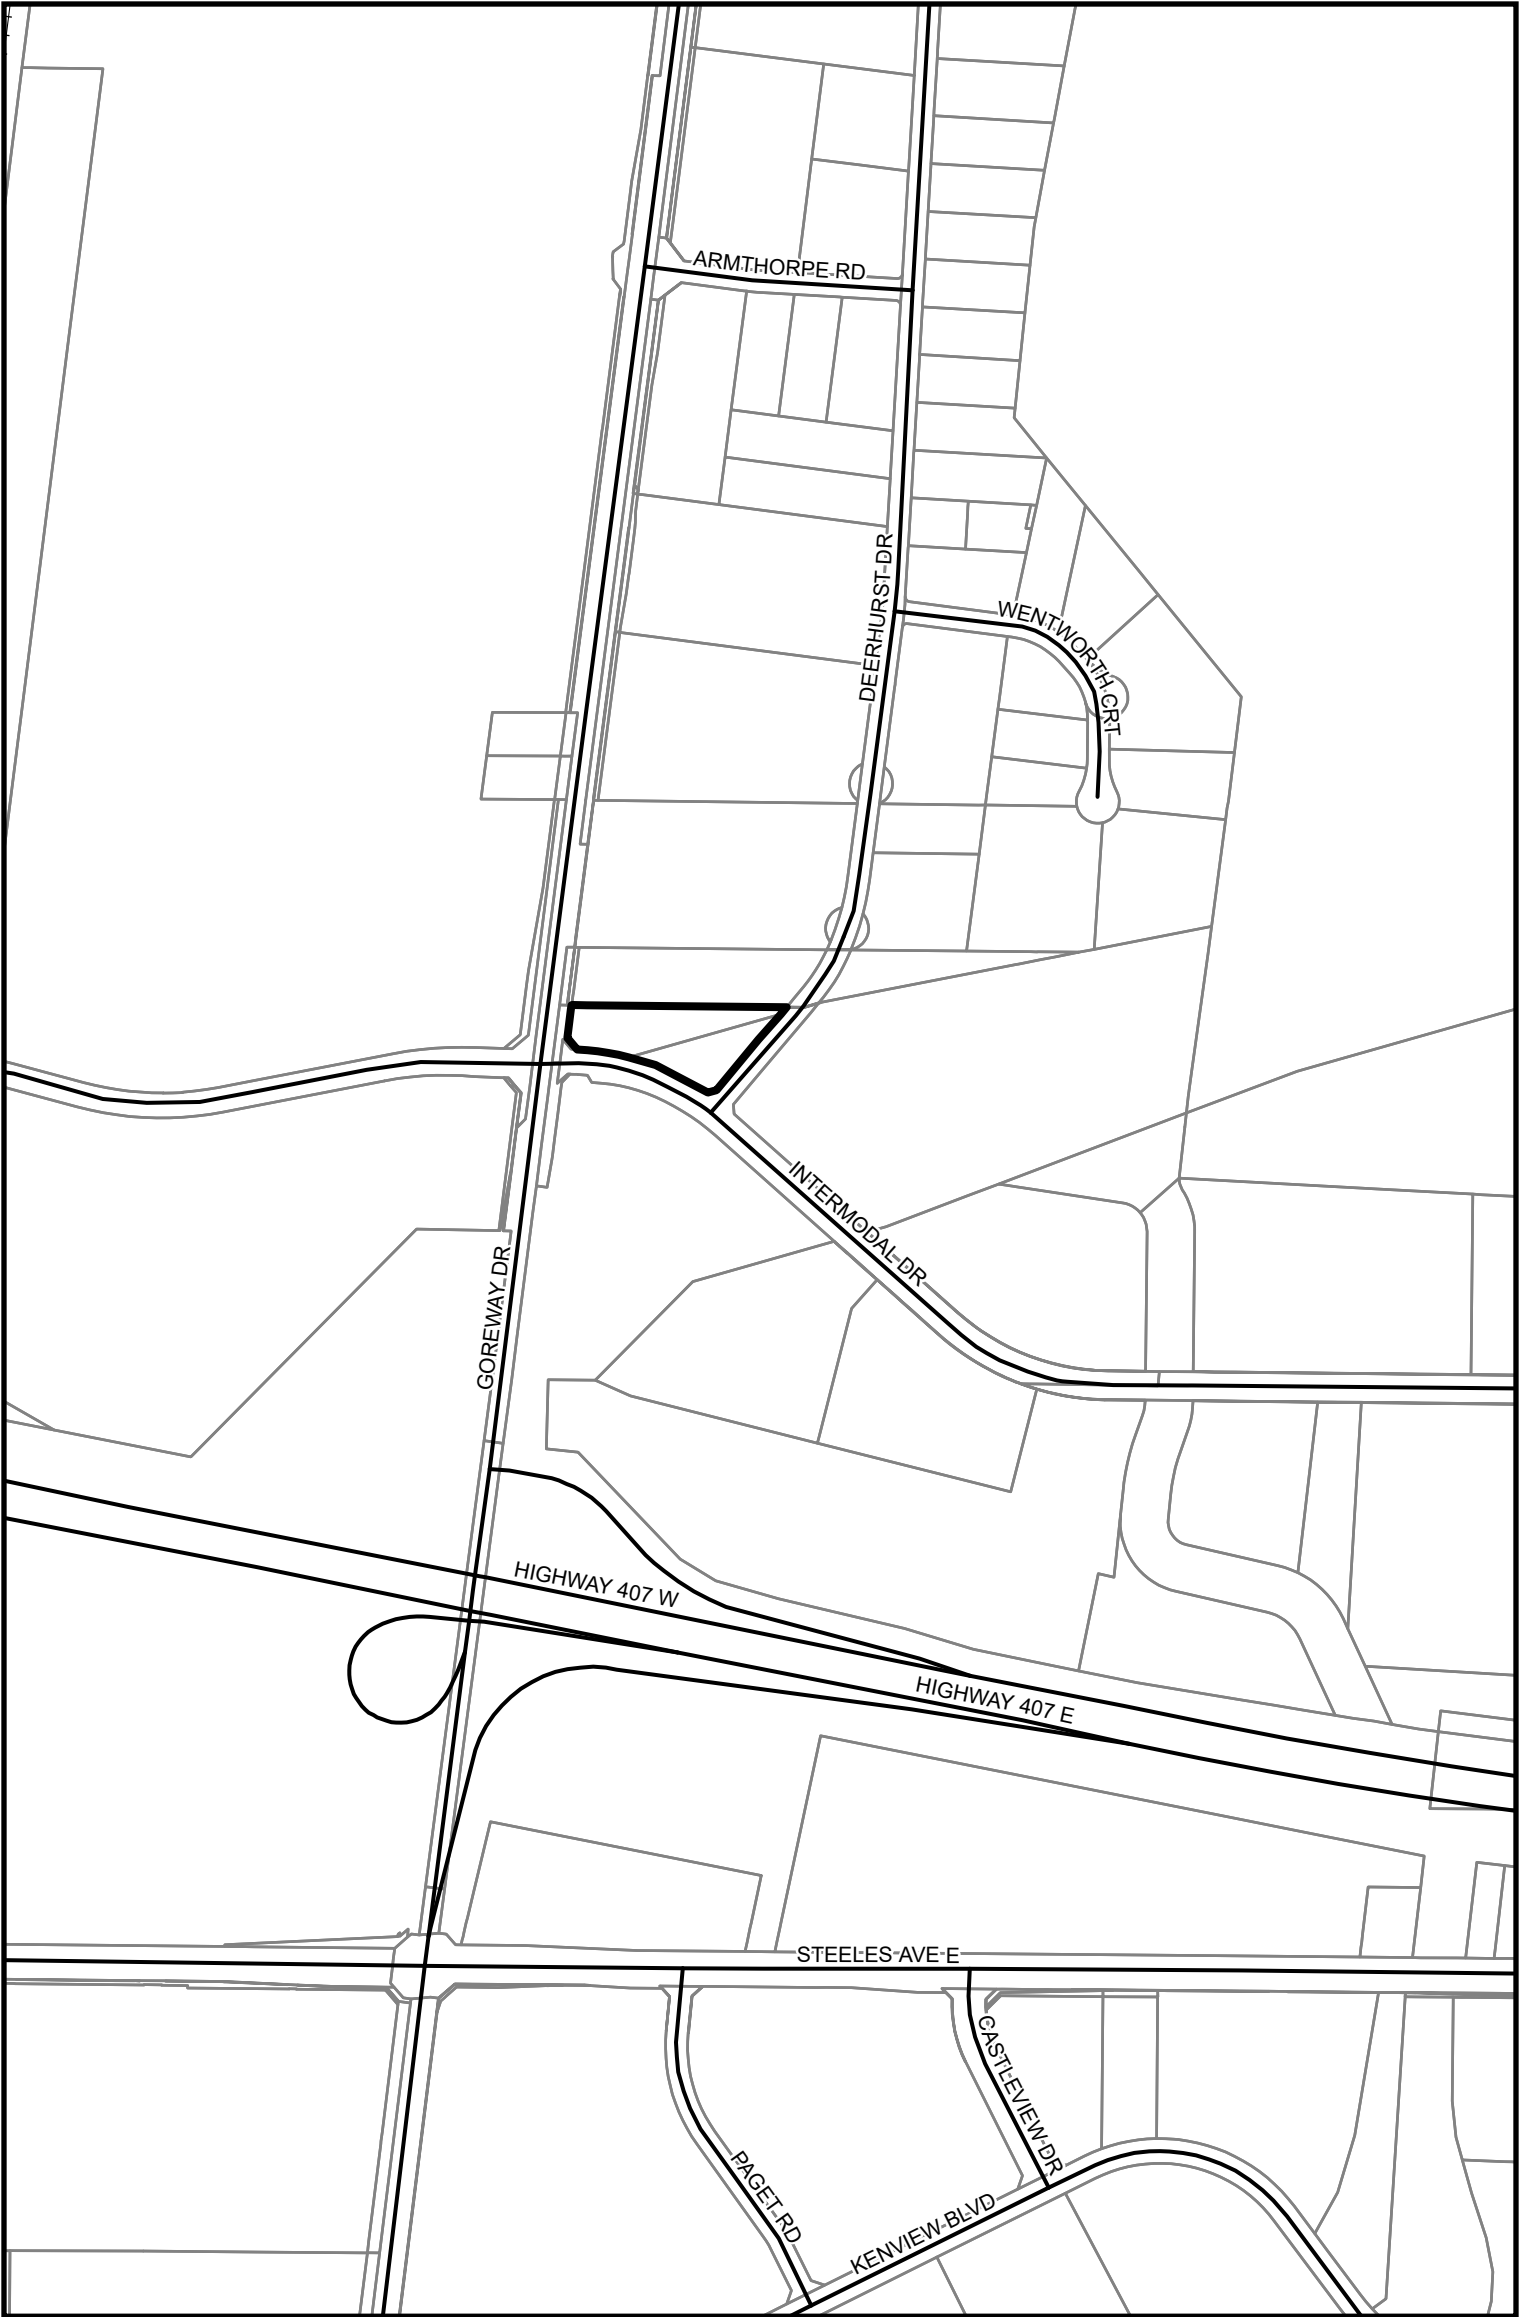 ARMTHORPE RD
DEERHURST DR
WENTWORTH CRT
INTERMODAL DR
GOREWAY DR
HIGHWAY 407 W
HIGHWAY 407 E
STEELES AVE E
CASTLEVIEW DR
PAGET RD
KENVIEW BLVD